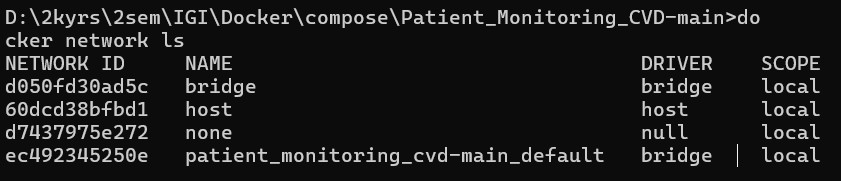 D:\2kyrs\2sem\IGI\Docker\compose\Patient_Monitoring_CVD-main>do
cker network ls
NETWORK ID     NAME                                  DRIVER    SCOPE
d050fd30ad5c   bridge                                bridge    local
60dcd38bfbd1   host                                  host      local
d7437975e272   none                                  null      local
ec492345250e   patient_monitoring_cvd-main_default   bridge    local